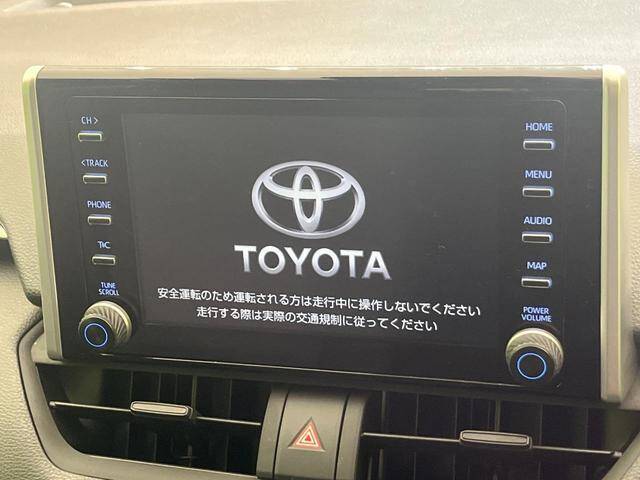 CH >
<TRACK
PHONE
T&C
TUNE
SCROLL
TOYOTA
安全運転のため運転される方は走行中に操作しないでください
走行する際は実際の交通規制に従ってください
HOME
MENU
AUDIO
MAP
POWER
VOLUME